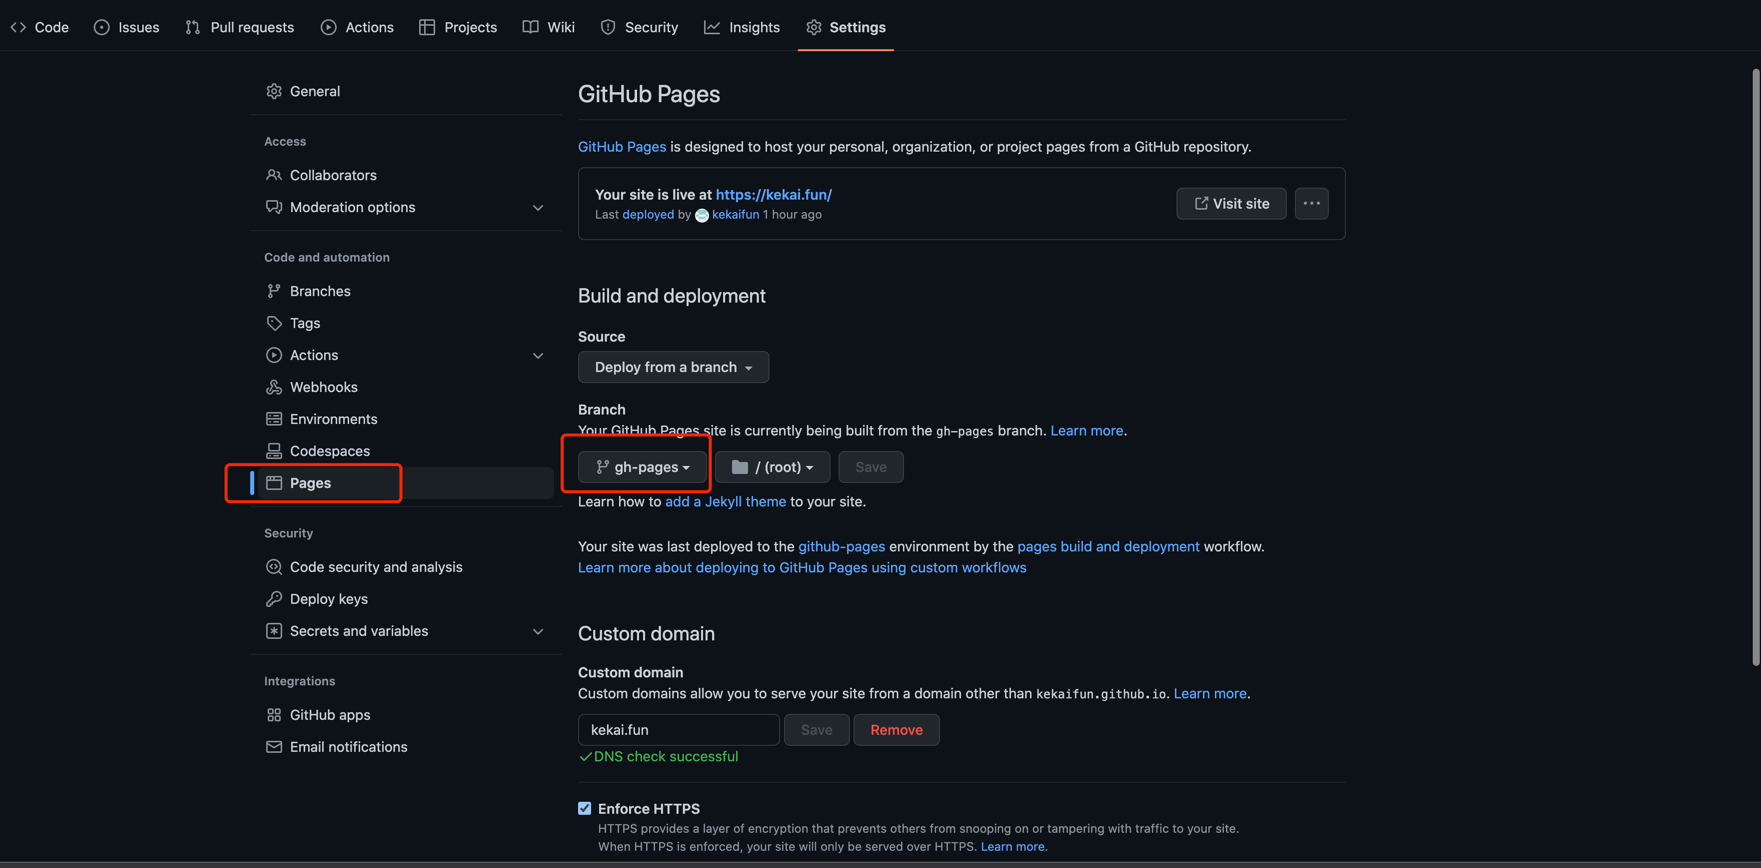 Code Issues Pull requests Actions Projects Wiki Security Insights Settings
General
Access
Collaborators
Moderation options
Code and automation
Branches
Tags
Actions
Webhooks
Environments
Codespaces
Pages
Security
Code security and analysis
Deploy keys
Secrets and variables
Integrations
GitHub apps
Email notifications
GitHub Pages
GitHub Pages is designed to host your personal, organization, or project pages from a GitHub repository.
Your site is live at https://kekai.fun/
Last deployed by kekaifun 1 hour ago
Visit site
Build and deployment
Source
Deploy from a branch
Branch
Your GitHub Pages site is currently being built from the gh-pages branch. Learn more.
gh-pages / (root) Save
Learn how to add a Jekyll theme to your site.
Your site was last deployed to the github-pages environment by the pages build and deployment workflow.
Learn more about deploying to GitHub Pages using custom workflows
Custom domain
Custom domain
Custom domains allow you to serve your site from a domain other than kekaifun.github.io. Learn more.
kekai.fun Save Remove
DNS check successful
Enforce HTTPS
HTTPS provides a layer of encryption that prevents others from snooping on or tampering with traffic to your site.
When HTTPS is enforced, your site will only be served over HTTPS. Learn more.